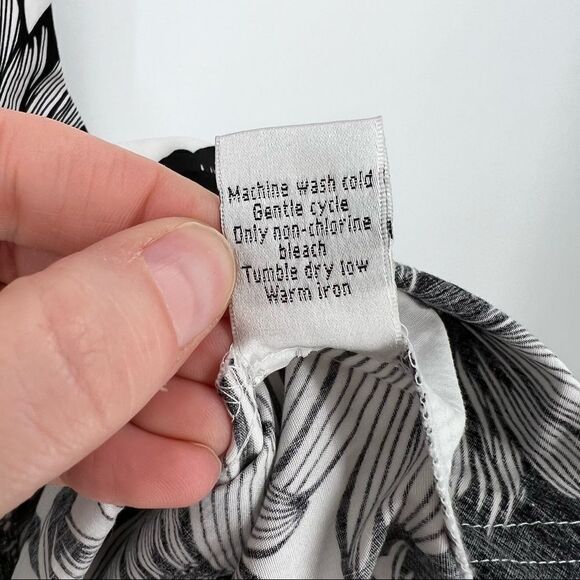 Machine wash cold
Gentle cycle
Only non-chlorine
bleach
Tumble dry low
Warm iron